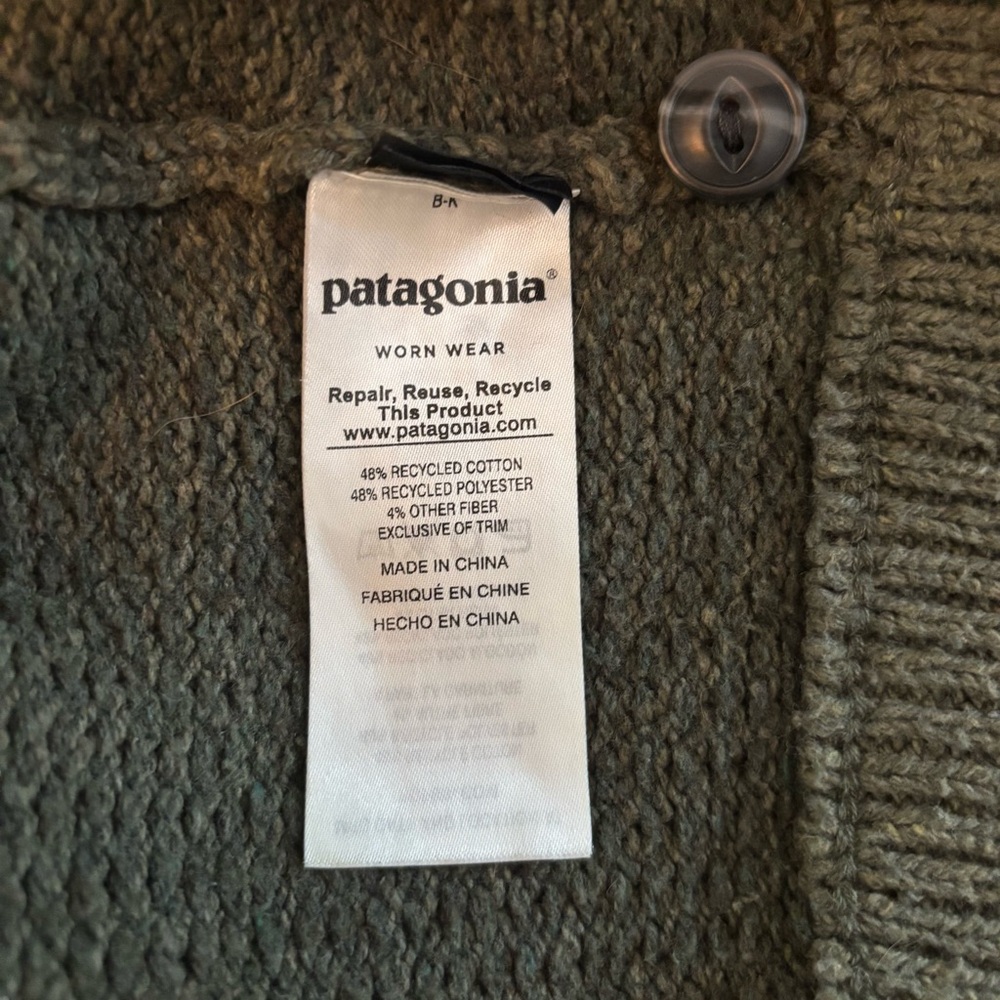 B-K
patagonia®
WORN WEAR
Repair, Reuse, Recycle
This Product
www.patagonia.com
48% RECYCLED COTTON
48% RECYCLED POLYESTER
4% OTHER FIBER
EXCLUSIVE OF TRIM
MADE IN CHINA
FABRIQUÉ EN CHINE
HECHO EN CHINA